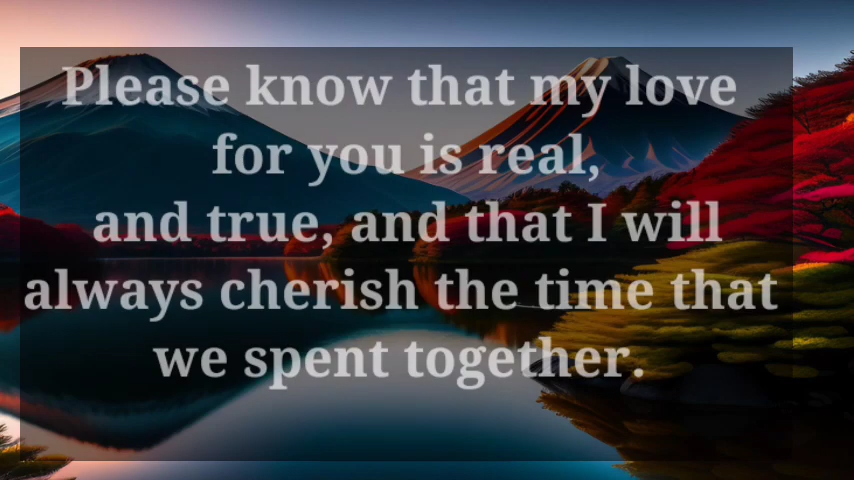 Please know that my love
for you is real,
and true, and that I will
always cherish the time that
we spent together.